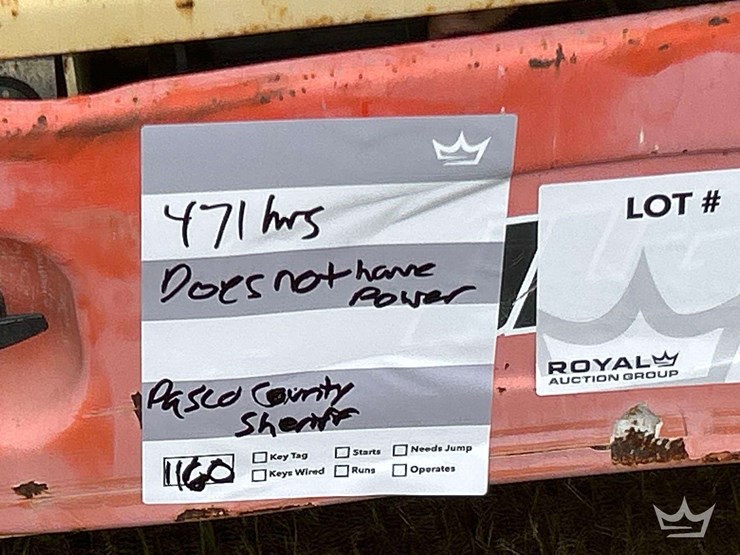 471 hrs
Does not have
Power
Pasco County
Sheriff
1160
Key Tag
Starts
Needs Jump
Keys Wired
Runs
Operates
LOT #
ROYAL
AUCTION GROUP